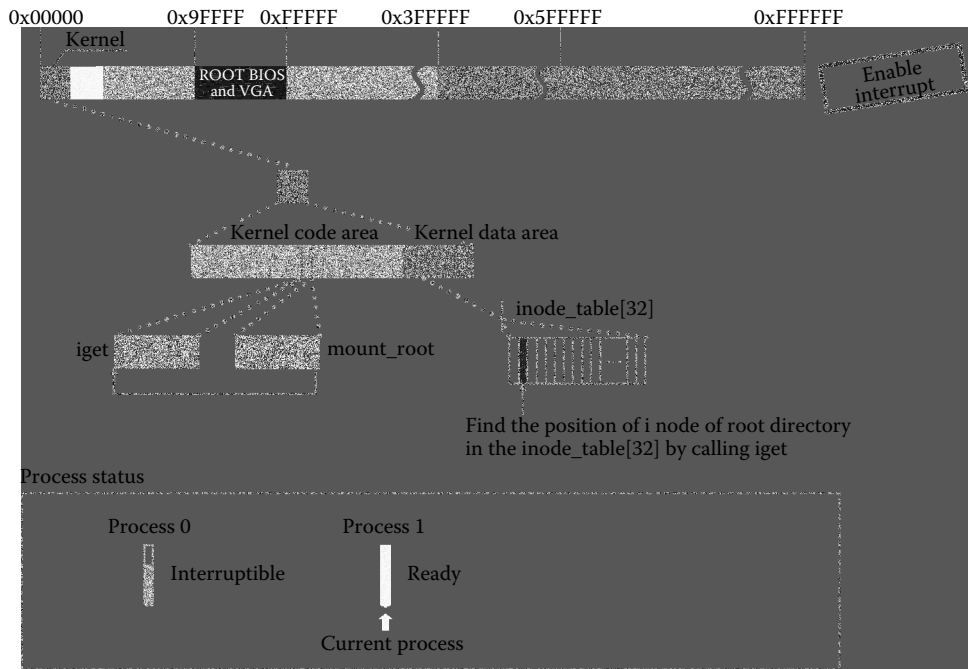 0x00000 0x9FFFF 0xFFFFF 0x3FFFFF 0x5FFFFF 0xFFFFFF
Kernel
ROOT BIOS
and VGA
Enable
interrupt
Kernel code area Kernel data area
inode_table[32]
iget mount_root
Find the position of i node of root directory
in the inode_table[32] by calling iget
Process status
Process 0 Process 1
Interruptible Ready
Current process